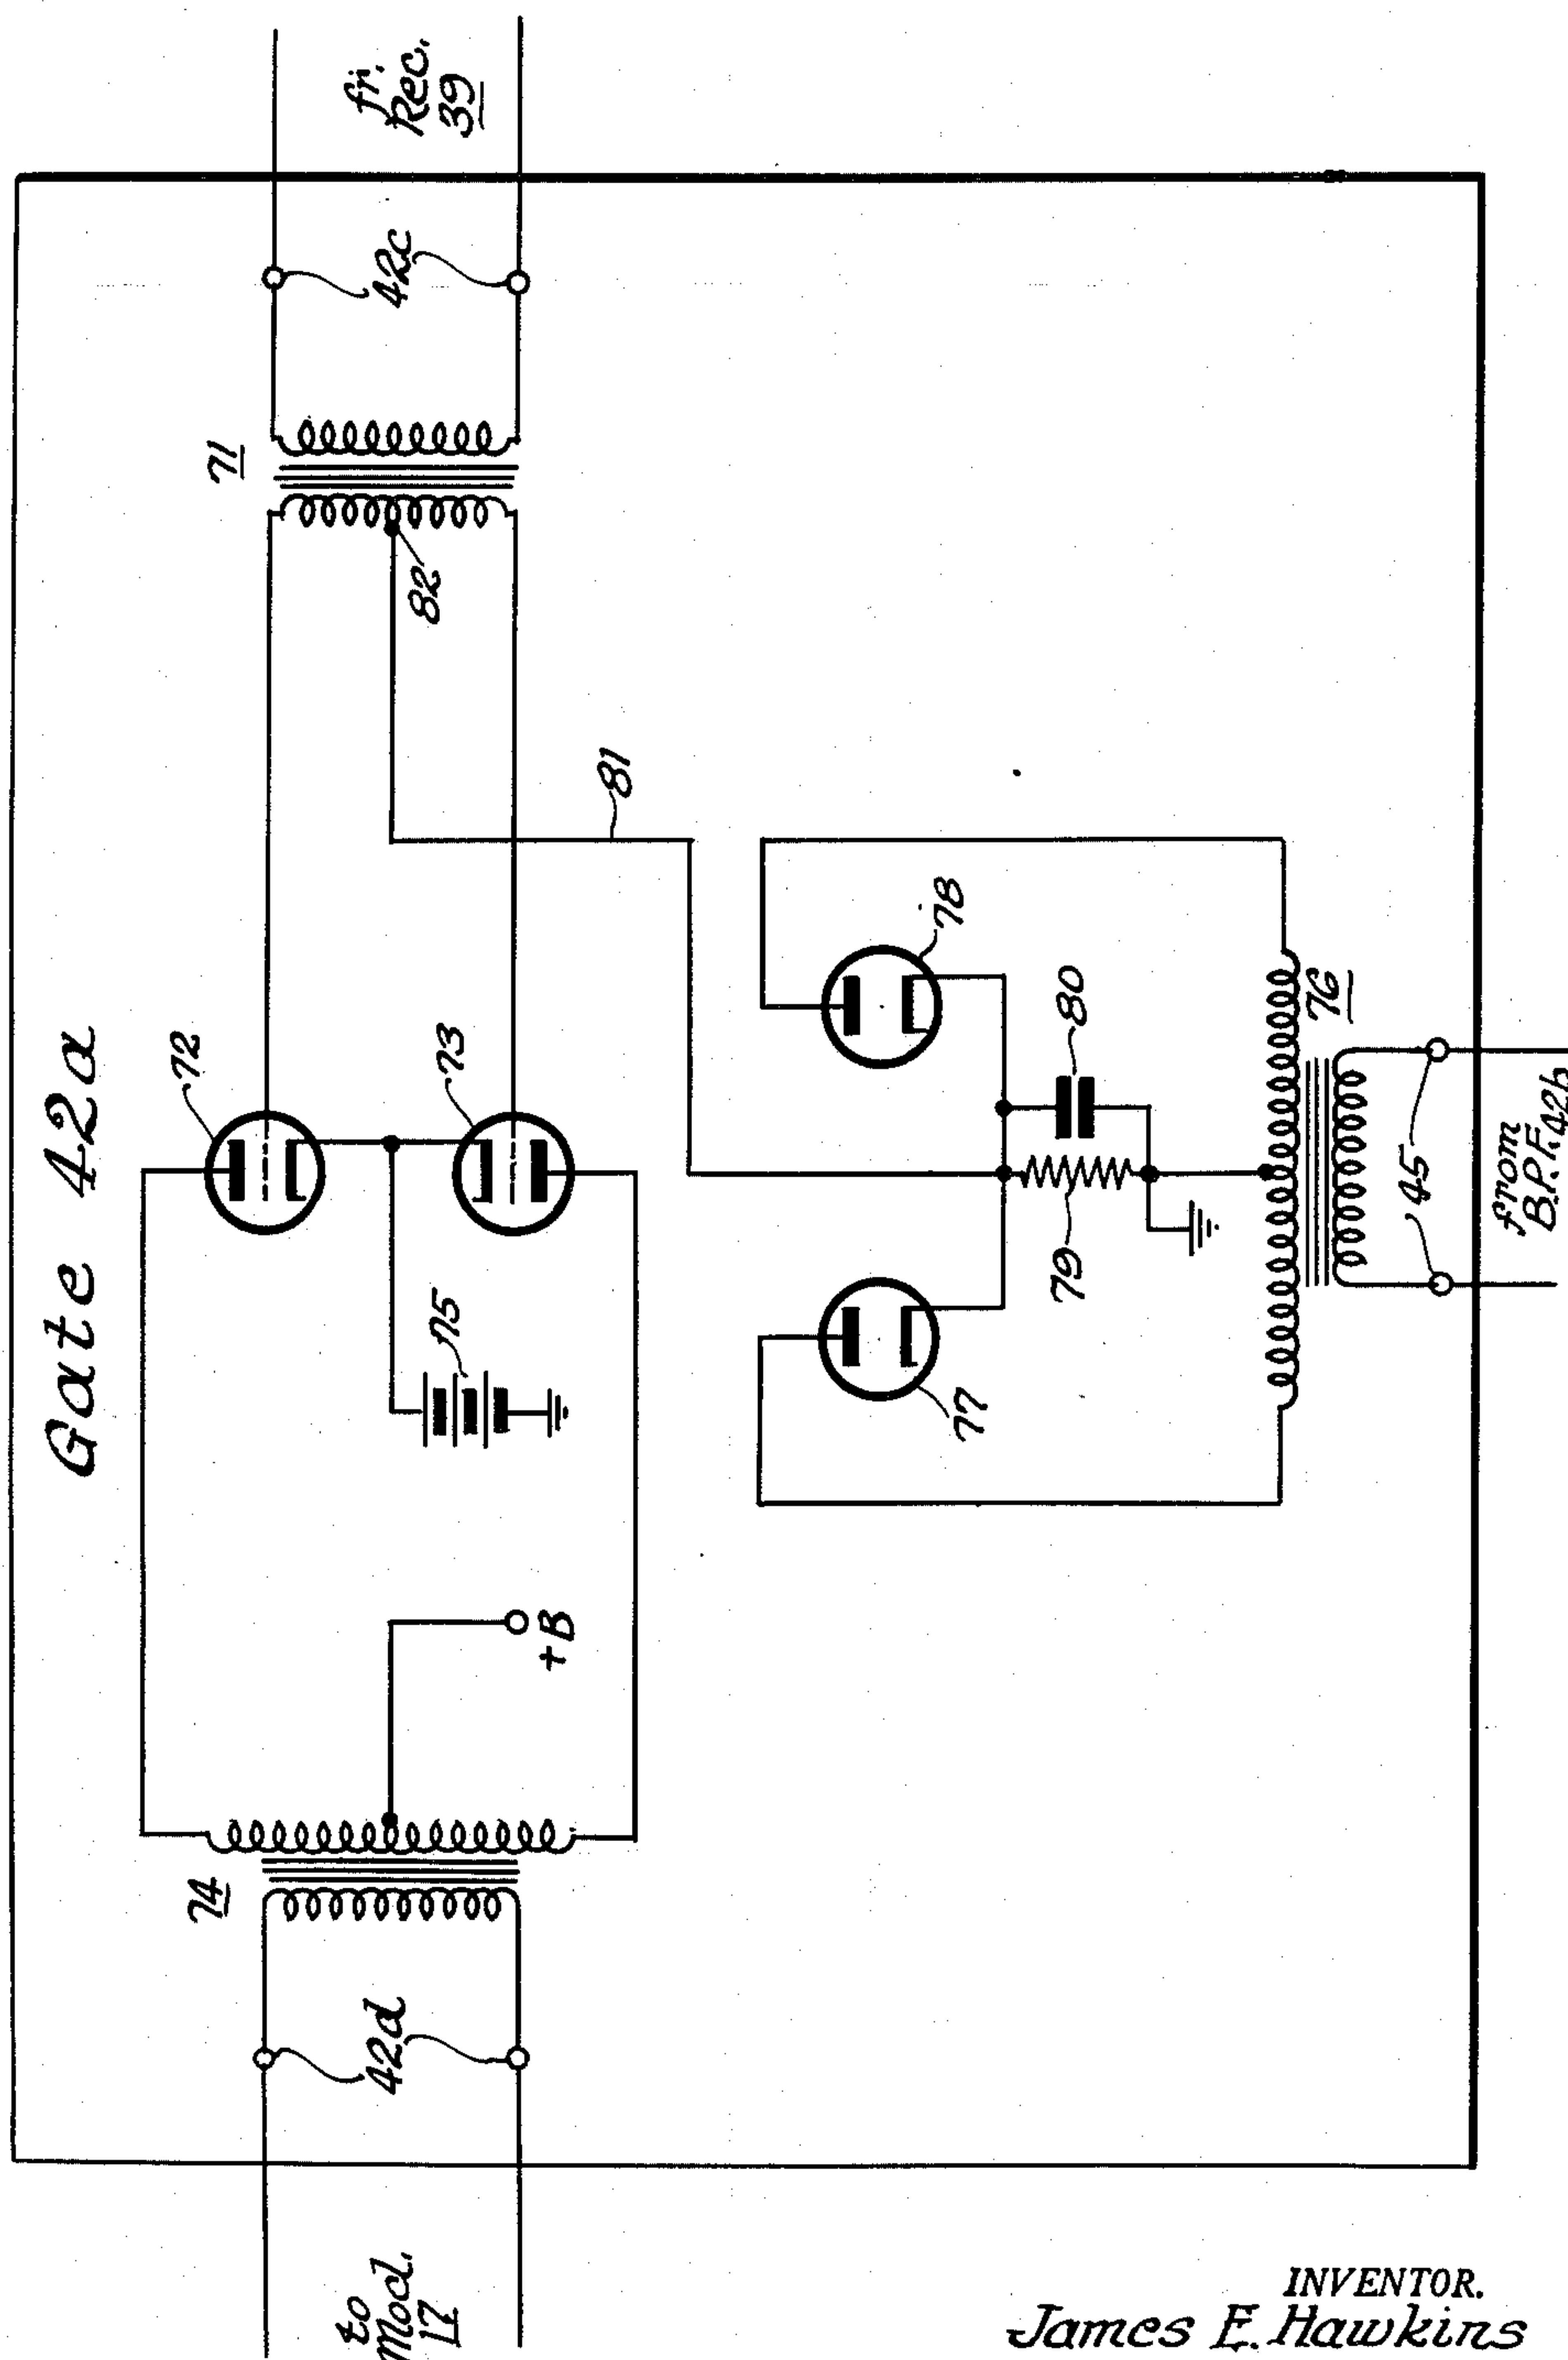 Gate 42a
fr.
Rec.
39
42c
71
82
81
72
73
75
+B
74
42d
to
Mod.
17
78
80
79
77
76
45
from
B.P.F. 42b
INVENTOR.
James E. Hawkins